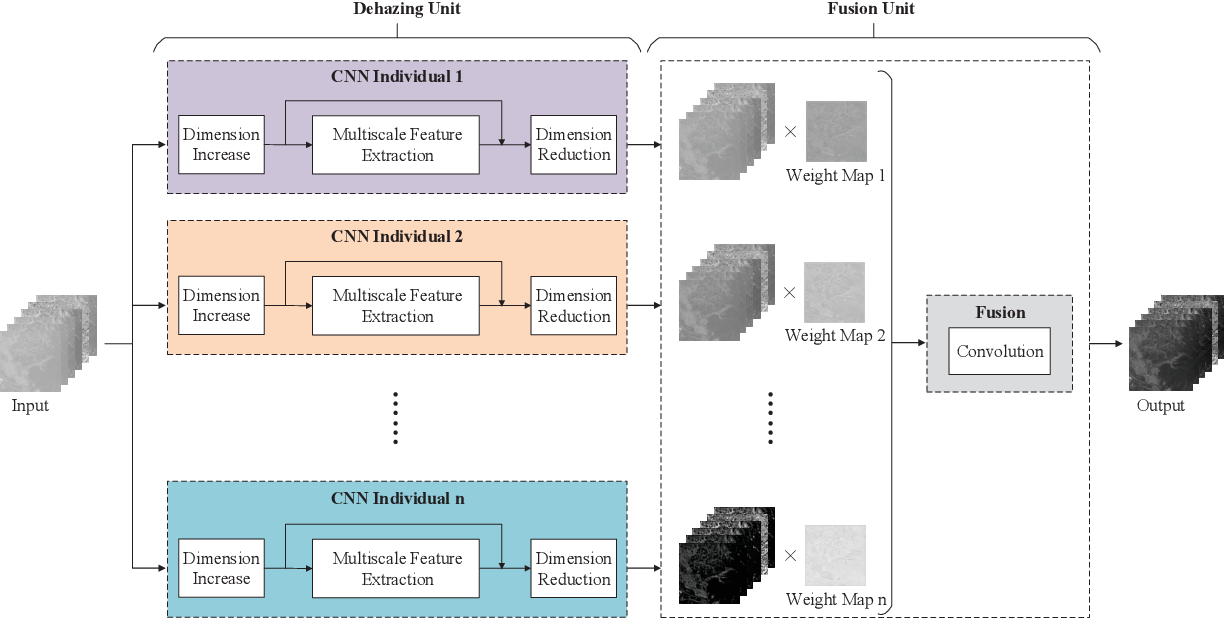 Dehazing Unit
Fusion Unit
CNN Individual 1
Dimension
Increase
Multiscale Feature
Extraction
Dimension
Reduction
×
Weight Map 1
CNN Individual 2
Dimension
Increase
Multiscale Feature
Extraction
Dimension
Reduction
×
Weight Map 2
Input
Fusion
Convolution
Output
CNN Individual n
Dimension
Increase
Multiscale Feature
Extraction
Dimension
Reduction
×
Weight Map n